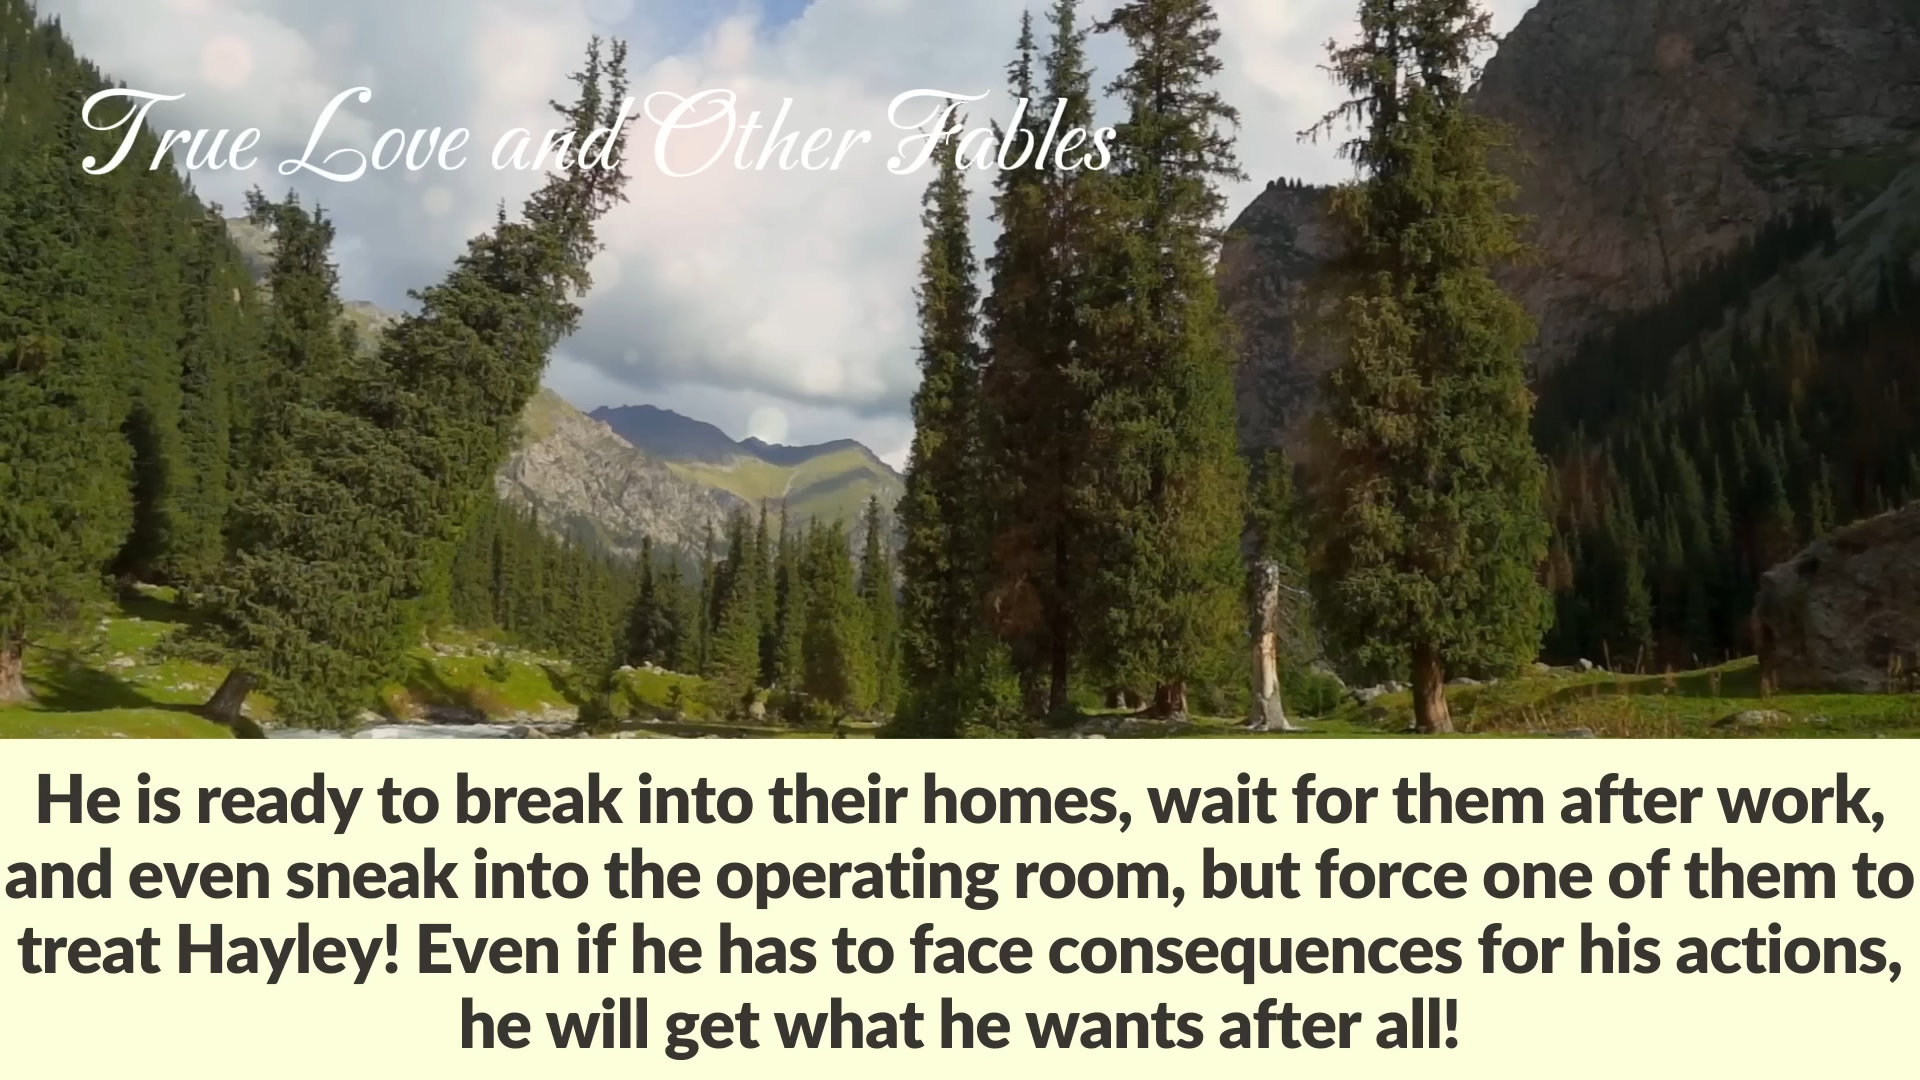 True Love and Other Fables
He is ready to break into their homes, wait for them after work,
and even sneak into the operating room, but force one of them to
treat Hayley! Even if he has to face consequences for his actions,
he will get what he wants after all!